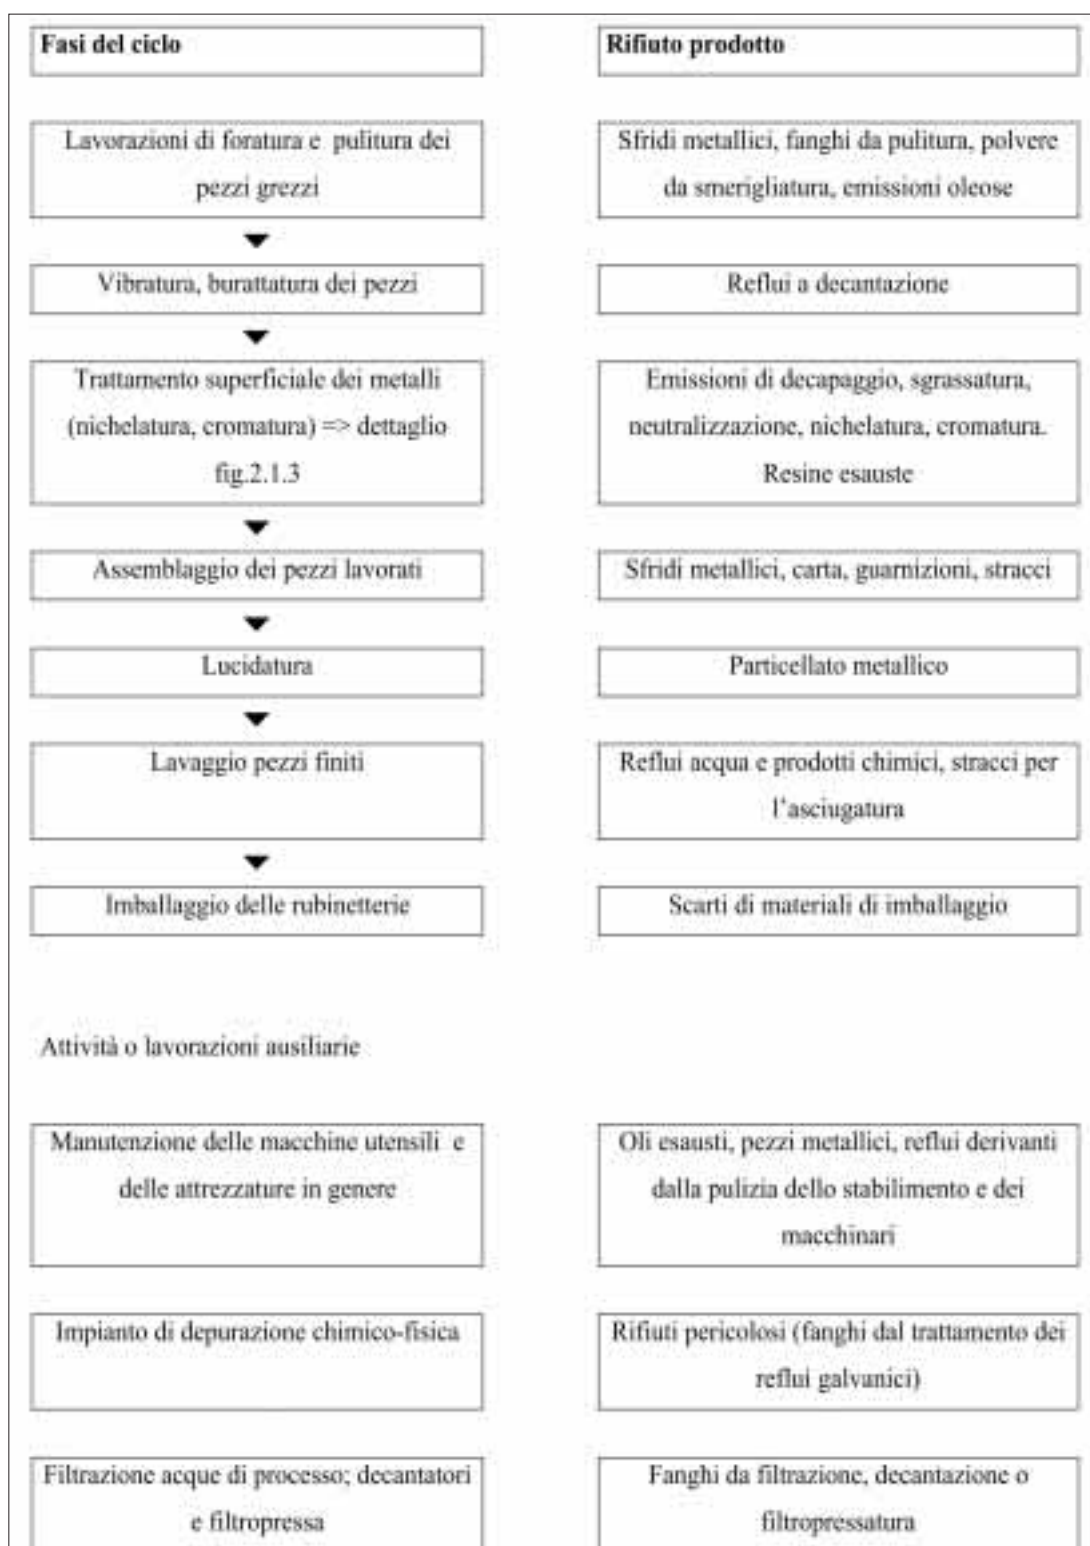 Fasi del ciclo
Rifiuto prodotto
Lavorazioni di foratura e pulitura dei
pezzi grezzi
Sfridi metallici, fanghi da pulitura, polvere
da smerigliatura, emissioni oleose
Vibratura, burattatura dei pezzi
Reflui a decantazione
Trattamento superficiale dei metalli
(nichelatura, cromatura) => dettaglio
fig.2.1.3
Emissioni di decapaggio, sgrassatura,
neutralizzazione, nichelatura, cromatura.
Resine esauste
Assemblaggio dei pezzi lavorati
Sfridi metallici, carta, guarnizioni, stracci
Lucidatura
Particellato metallico
Lavaggio pezzi finiti
Reflui acqua e prodotti chimici, stracci per
l'asciugatura
Imballaggio delle rubinetterie
Scarti di materiali di imballaggio
Attività o lavorazioni ausiliarie
Manutenzione delle macchine utensili e
delle attrezzature in genere
Oli esausti, pezzi metallici, reflui derivanti
dalla pulizia dello stabilimento e dei
macchinari
Impianto di depurazione chimico-fisica
Rifiuti pericolosi (fanghi dal trattamento dei
reflui galvanici)
Filtrazione acque di processo; decantatori
e filtropressa
Fanghi da filtrazione, decantazione o
filtropressatura